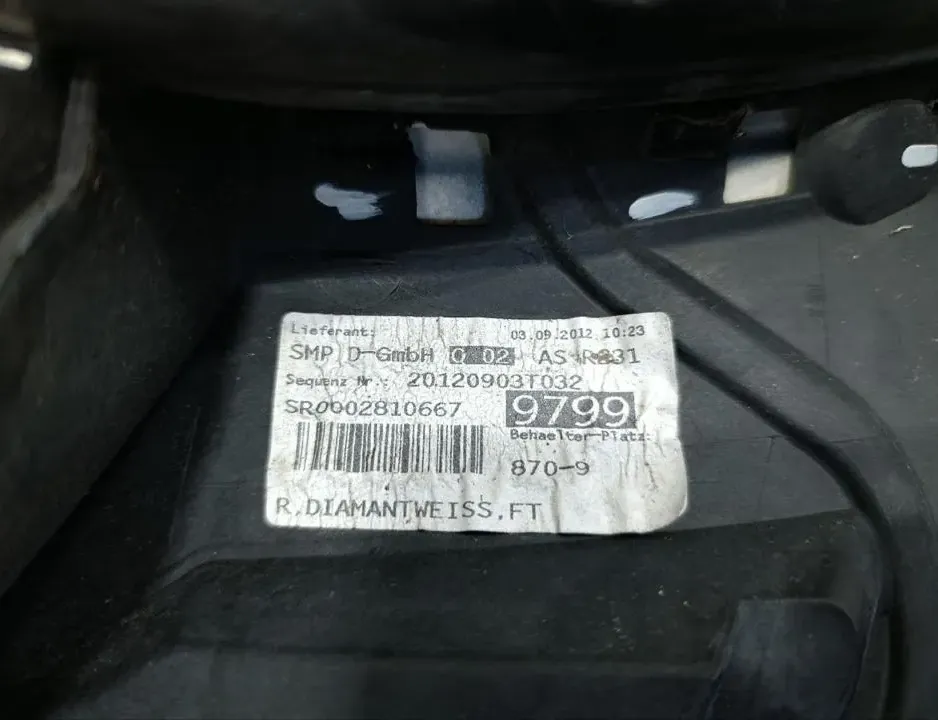 Lieferant: 03.09.2012 10:23
SMP D-GmbH 0 02 AS R231
Sequenz Nr.: 20120903T032
SR0002810667 9799
Behaelter-Platz:
870-9
R.DIAMANTWEISS.FT